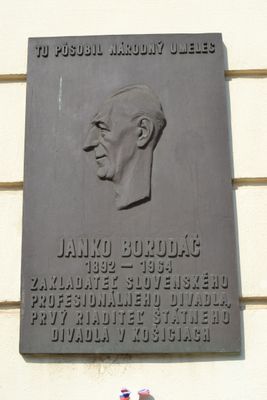 TU PÔSOBIL NÁRODNÝ UMELEC
JANKO BORODÁČ
1892 — 1964
ZAKLADATEĽ SLOVENSKÉHO
PROFESIONÁLNEHO DIVADLA,
PRVÝ RIADITEĽ ŠTÁTNEHO
DIVADLA V KOŠICIACH